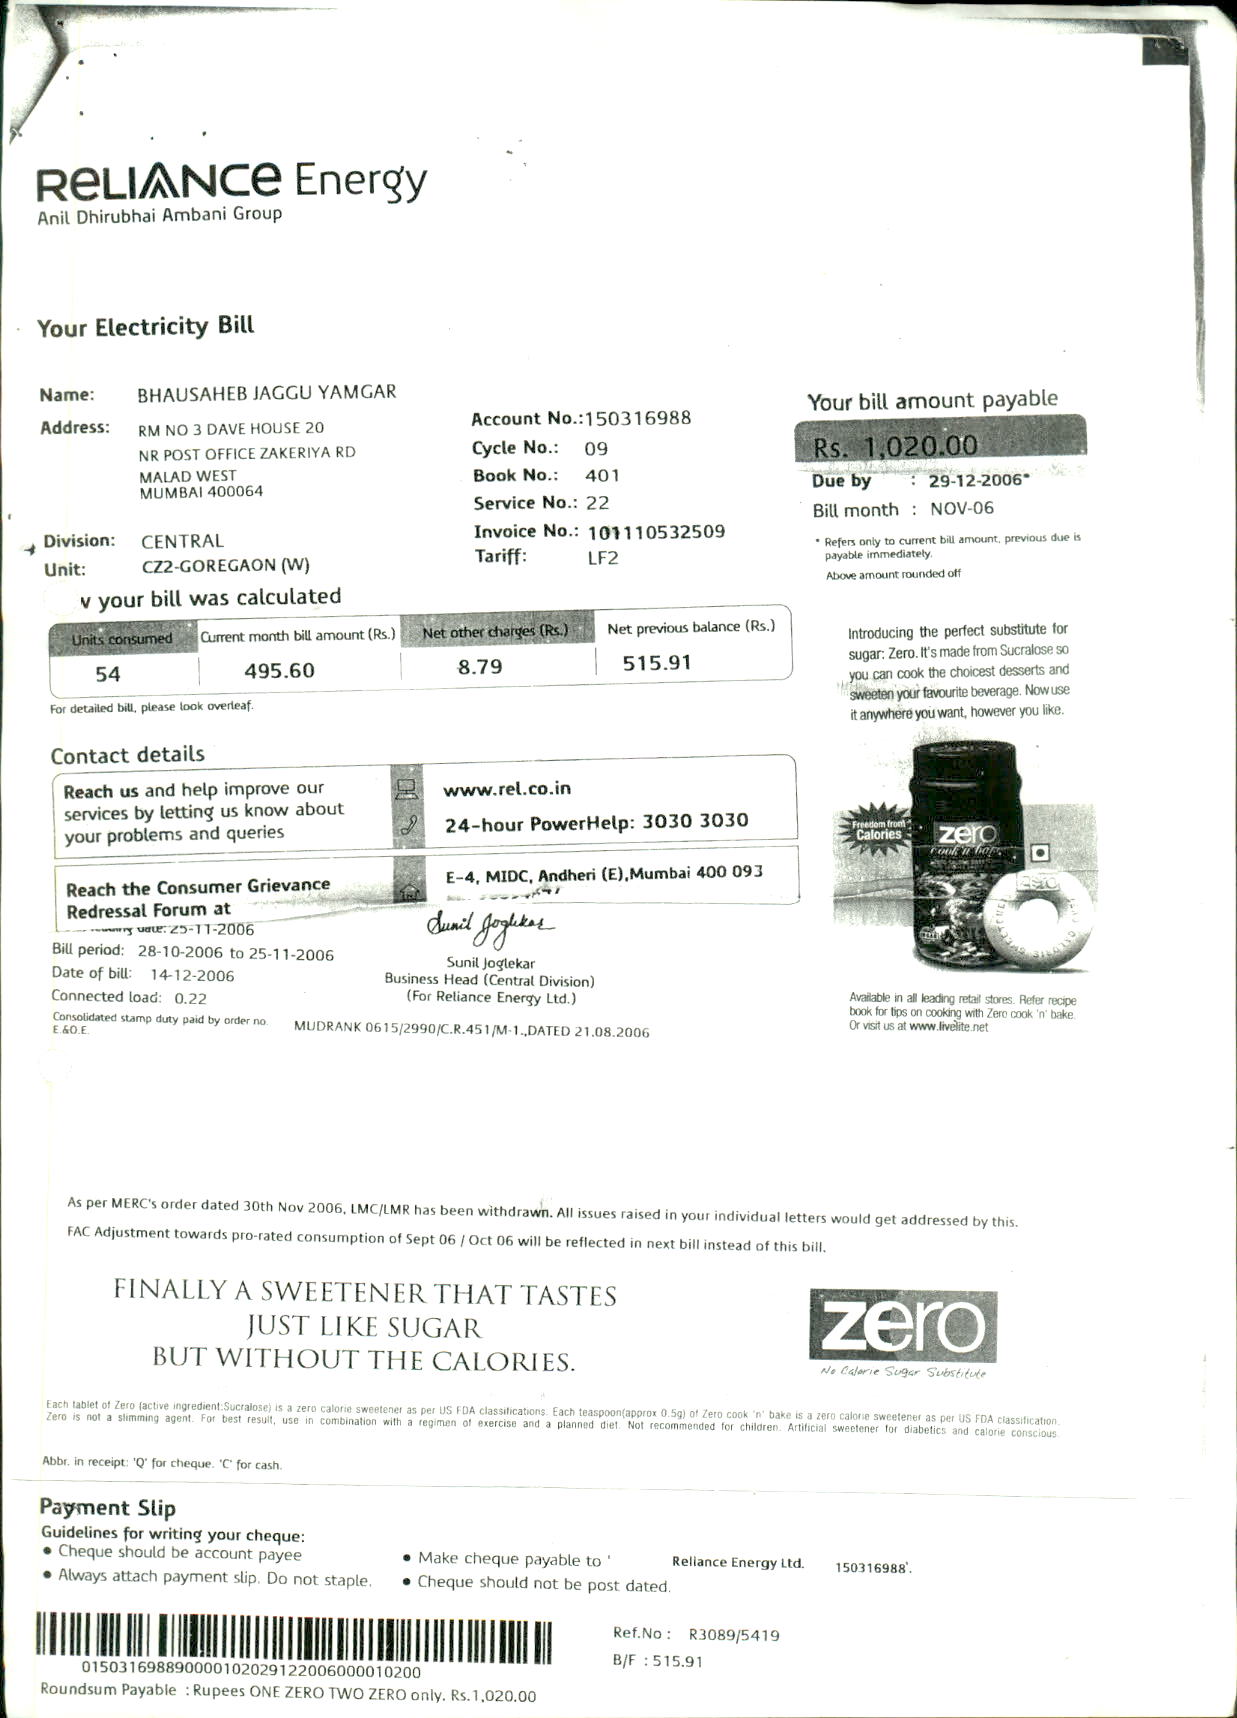 RELIANCE Energy
Anil Dhirubhai Ambani Group
Your Electricity Bill
Name: BHAUSAHEB JAGGU YAMGAR
Address: RM NO 3 DAVE HOUSE 20
NR POST OFFICE ZAKERIYA RD
MALAD WEST
MUMBAI 400064
Division: CENTRAL
Unit: CZ2-GOREGAON (W)
Account No.:150316988
Cycle No.: 09
Book No.: 401
Service No.: 22
Invoice No.: 101110532509
Tariff: LF2
Your bill amount payable
Rs. 1,020.00
Due by : 29-12-2006*
Bill month : NOV-06
* Refers only to current bill amount, previous due is
payable immediately.
Above amount rounded off
your bill was calculated
Units consumed Current month bill amount (Rs.) Net other charges (Rs.) Net previous balance (Rs.)
54 495.60 8.79 515.91
For detailed bill, please look overleaf.
Introducing the perfect substitute for
sugar: Zero. It's made from Sucralose so
you can cook the choicest desserts and
sweeten your favourite beverage. Now use
it anywhere you want, however you like.
Contact details
Reach us and help improve our
services by letting us know about
your problems and queries
www.rel.co.in
24-hour PowerHelp: 3030 3030
Reach the Consumer Grievance
Redressal Forum at
E-4, MIDC, Andheri (E),Mumbai 400 093
date: 25-11-2006
Bill period: 28-10-2006 to 25-11-2006
Date of bill: 14-12-2006
Connected load: 0.22
Consolidated stamp duty paid by order no. MUDRANK 0615/2990/C.R.451/M-1.,DATED 21.08.2006
E.&O.E.
Sunil Joglekar
Sunil Joglekar
Business Head (Central Division)
(For Reliance Energy Ltd.)
Freedom from
Calories
zero
cook n bake
zero
Available in all leading retail stores. Refer recipe
book for tips on cooking with Zero cook 'n' bake.
Or visit us at www.livelite.net
As per MERC's order dated 30th Nov 2006, LMC/LMR has been withdrawn. All issues raised in your individual letters would get addressed by this.
FAC Adjustment towards pro-rated consumption of Sept 06 / Oct 06 will be reflected in next bill instead of this bill.
FINALLY A SWEETENER THAT TASTES
JUST LIKE SUGAR
BUT WITHOUT THE CALORIES.
zero
No Calorie Sugar Substitute
Each tablet of Zero (active ingredient:Sucralose) is a zero calorie sweetener as per US FDA classifications. Each teaspoon(approx 0.5g) of Zero cook 'n' bake is a zero calorie sweetener as per US FDA classification.
Zero is not a slimming agent. For best result, use in combination with a regimen of exercise and a planned diet. Not recommended for children. Artificial sweetener for diabetics and calorie conscious.
Abbr. in receipt: 'Q' for cheque. 'C' for cash.
Payment Slip
Guidelines for writing your cheque:
• Cheque should be account payee
• Always attach payment slip. Do not staple.
• Make cheque payable to ' Reliance Energy Ltd. 150316988'.
• Cheque should not be post dated.
015031698890000102029122006000010200
Ref.No : R3089/5419
B/F : 515.91
Roundsum Payable : Rupees ONE ZERO TWO ZERO only. Rs.1,020.00